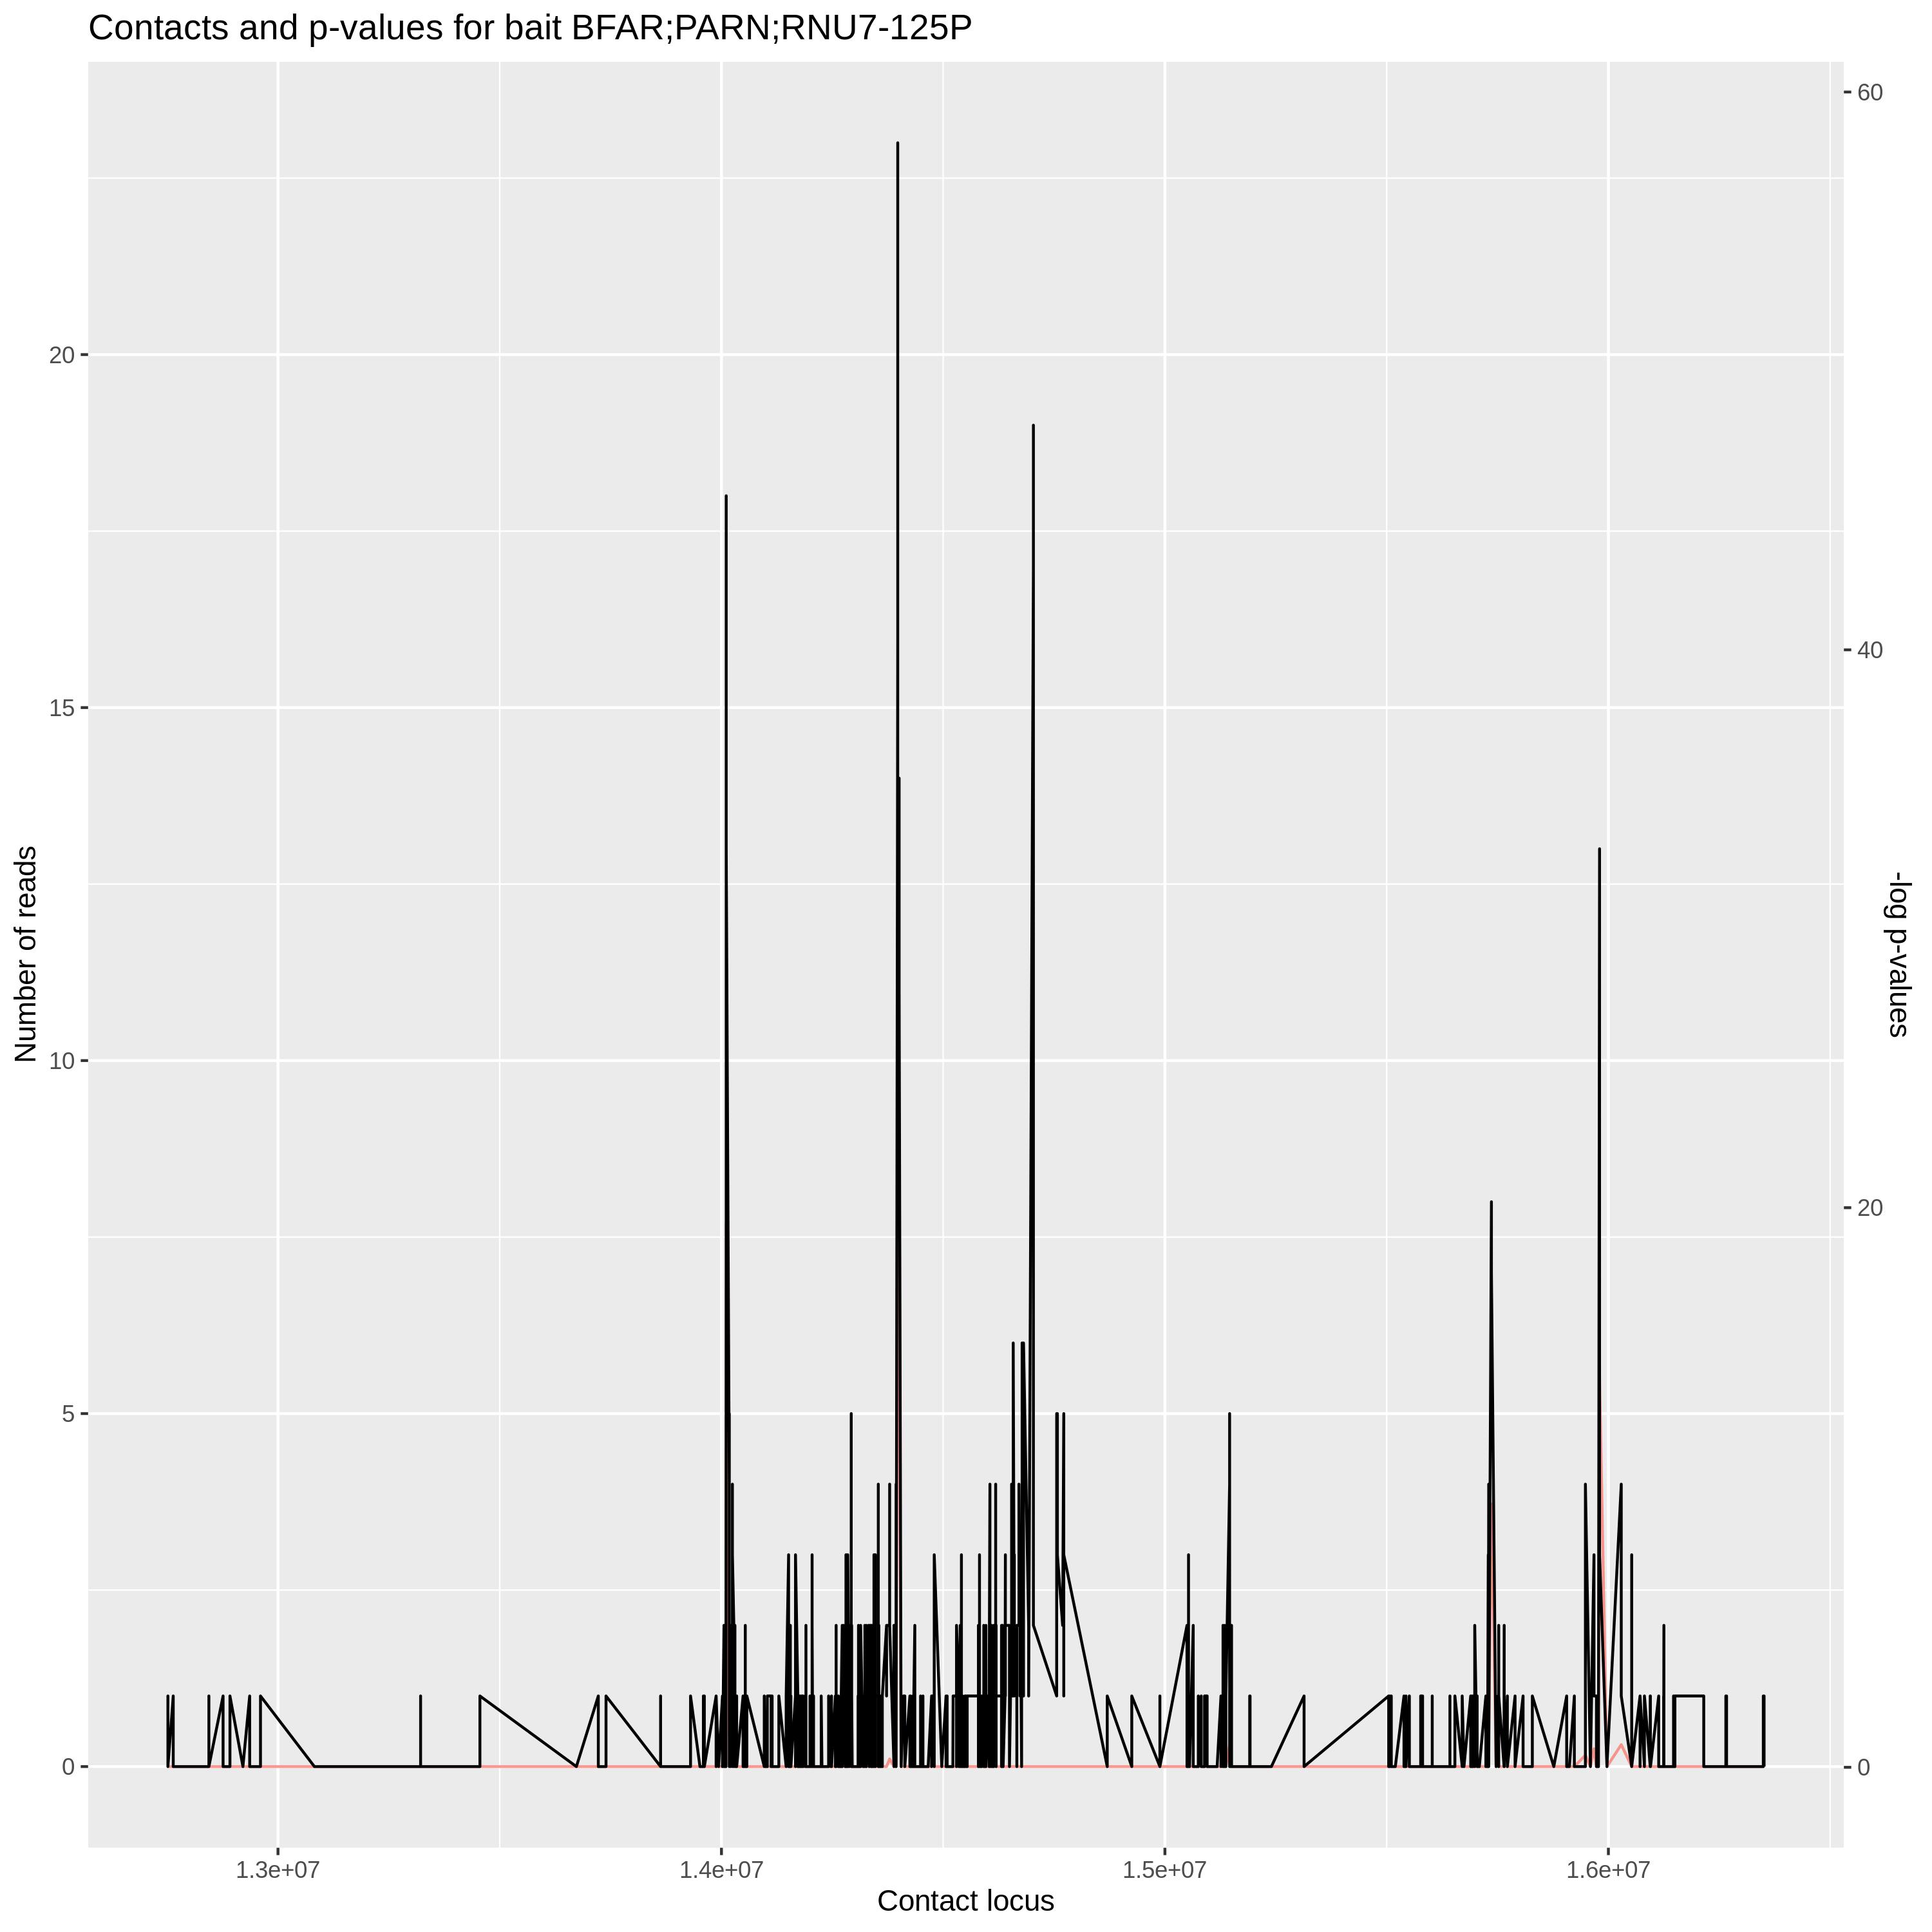 Contacts and p-values for bait BFAR;PARN;RNU7-125P
60
20
40
15
Number of reads
-log p-values
10
20
5
0
0
1.3e+07
1.4e+07
1.5e+07
1.6e+07
Contact locus